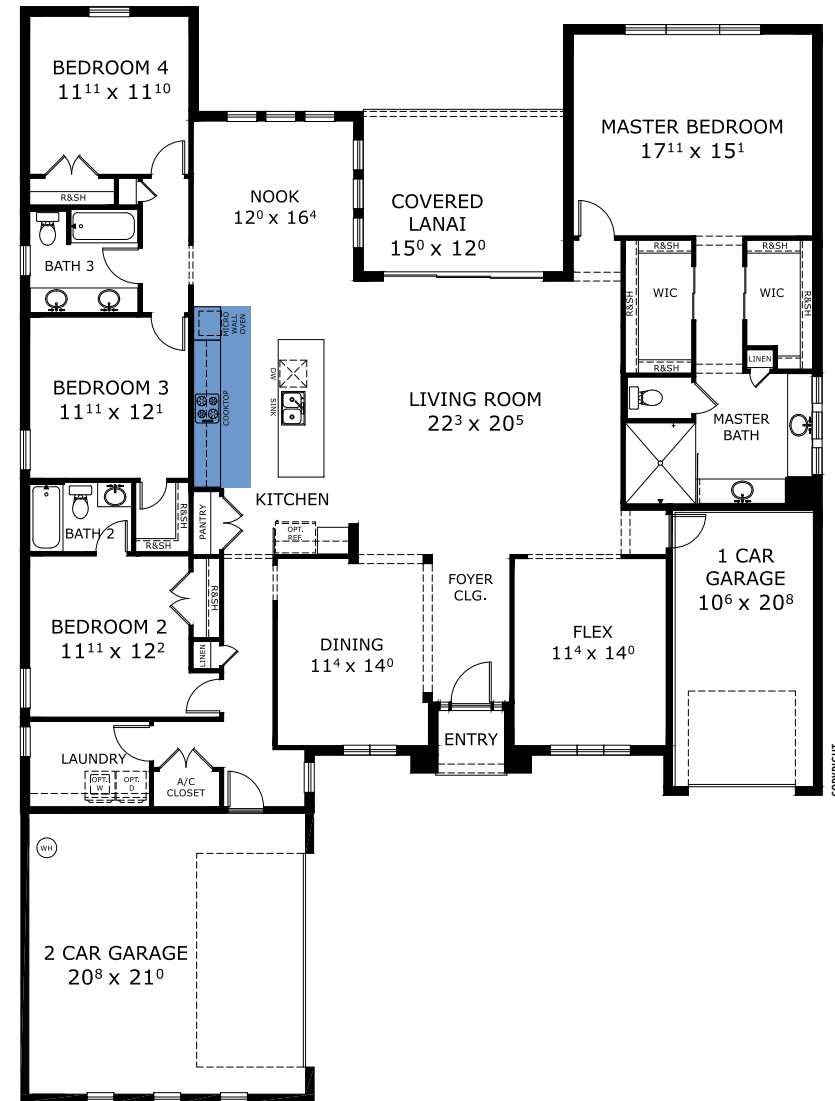 BEDROOM 4
11¹¹ x 11¹⁰
R&SH
BATH 3
NOOK
12⁰ x 16⁴
COVERED
LANAI
15⁰ x 12⁰
MASTER BEDROOM
17¹¹ x 15¹
R&SH
R&SH
R&SH
WIC
R&SH
WIC
R&SH
LINEN
MICRO
WALL
OVEN
COOKTOP
DW
SINK
KITCHEN
BEDROOM 3
11¹¹ x 12¹
LIVING ROOM
22³ x 20⁵
MASTER
BATH
BATH 2
R&SH
R&SH
PANTRY
OPT.
REF.
BEDROOM 2
11¹¹ x 12²
R&SH
LINEN
DINING
11⁴ x 14⁰
FOYER
CLG.
FLEX
11⁴ x 14⁰
1 CAR
GARAGE
10⁶ x 20⁸
ENTRY
LAUNDRY
OPT.
W
OPT.
D
A/C
CLOSET
COPYRIGHT
WH
2 CAR GARAGE
20⁸ x 21⁰